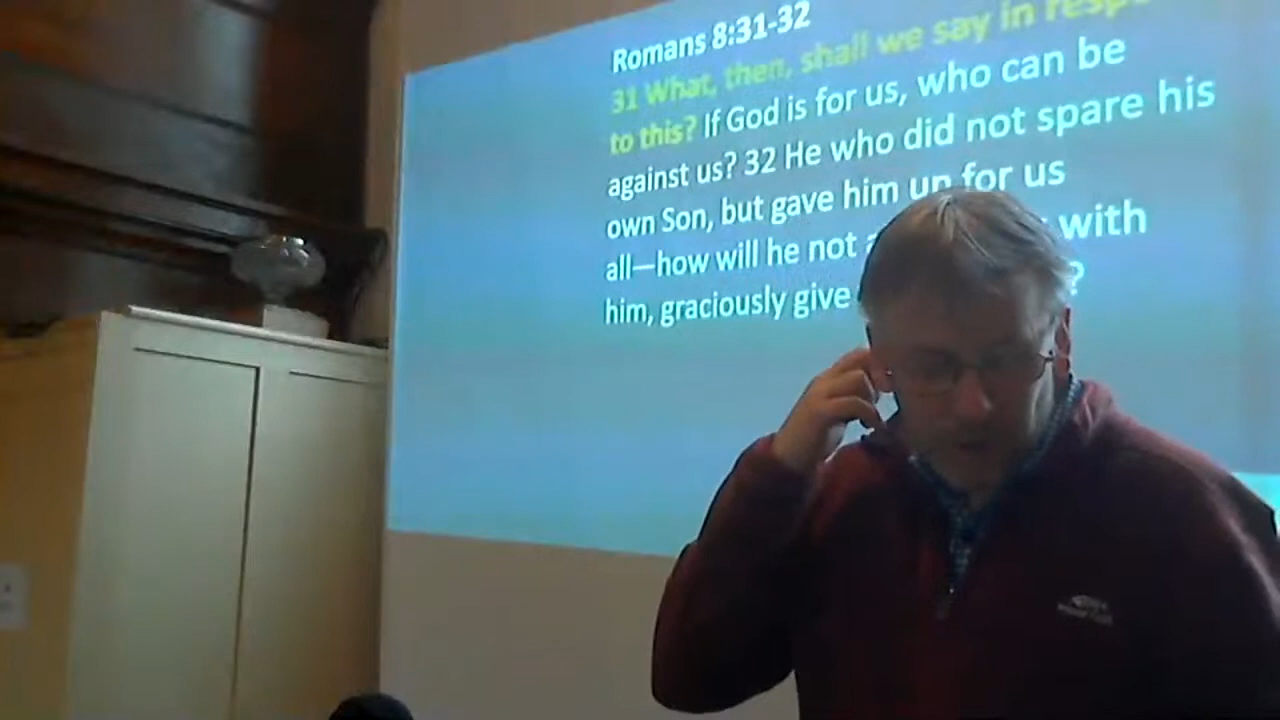 Romans 8:31-32
31 What, then, shall we say in resp
to this? If God is for us, who can be
against us? 32 He who did not spare his
own Son, but gave him up for us
all—how will he not with
him, graciously give ?